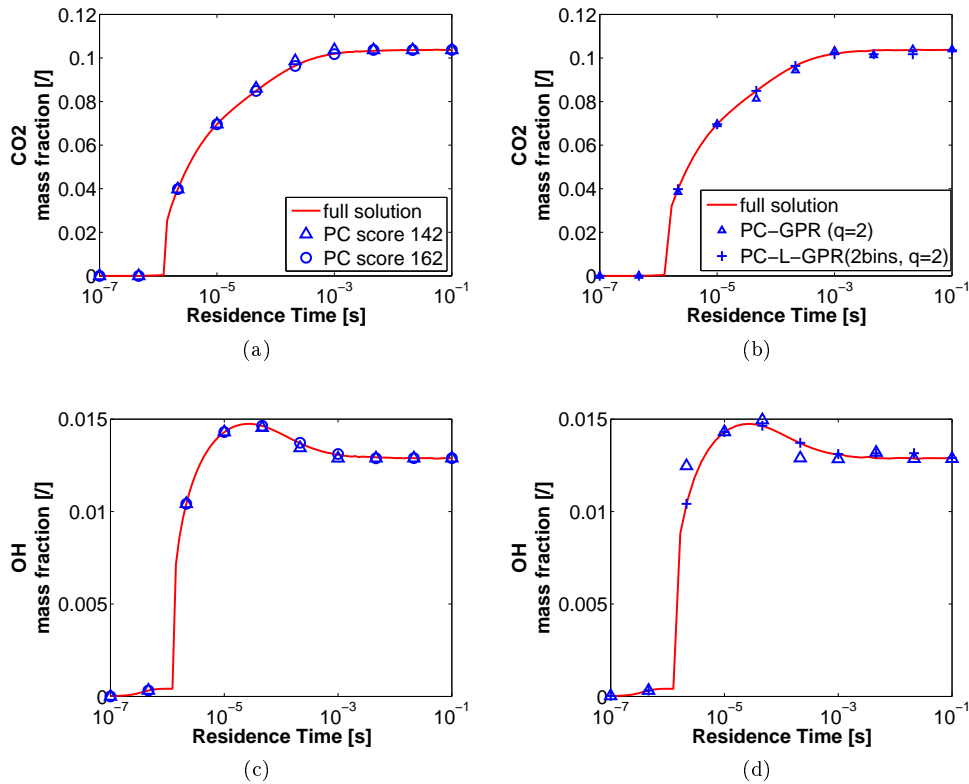 0.12
0.1
0.08
0.06
0.04
0.02
0
CO2
mass fraction [/]
full solution
PC score 142
PC score 162
10−7
10−5
10−3
10−1
Residence Time [s]
(a)
0.12
0.1
0.08
0.06
0.04
0.02
0
CO2
mass fraction [/]
full solution
PC−GPR (q=2)
PC−L−GPR(2bins, q=2)
10−7
10−5
10−3
10−1
Residence Time [s]
(b)
0.015
0.01
0.005
0
OH
mass fraction [/]
10−7
10−5
10−3
10−1
Residence Time [s]
(c)
0.015
0.01
0.005
0
OH
mass fraction [/]
10−7
10−5
10−3
10−1
Residence Time [s]
(d)